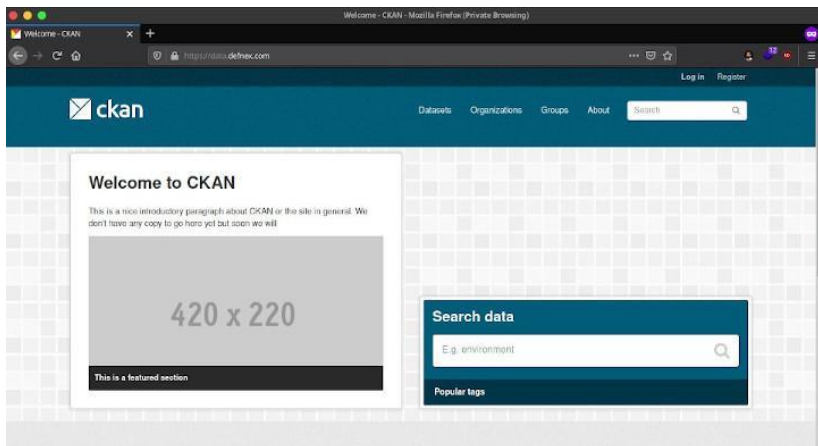 Welcome - CKAN - Mozilla Firefox (Private Browsing)
Welcome - CKAN
https://data.defnex.com
Log in Register
ckan
Datasets Organizations Groups About Search
Welcome to CKAN
This is a nice introductory paragraph about CKAN or the site in general. We
don't have any copy to go here yet but soon we will
420 x 220
This is a featured section
Search data
E.g. environment
Popular tags